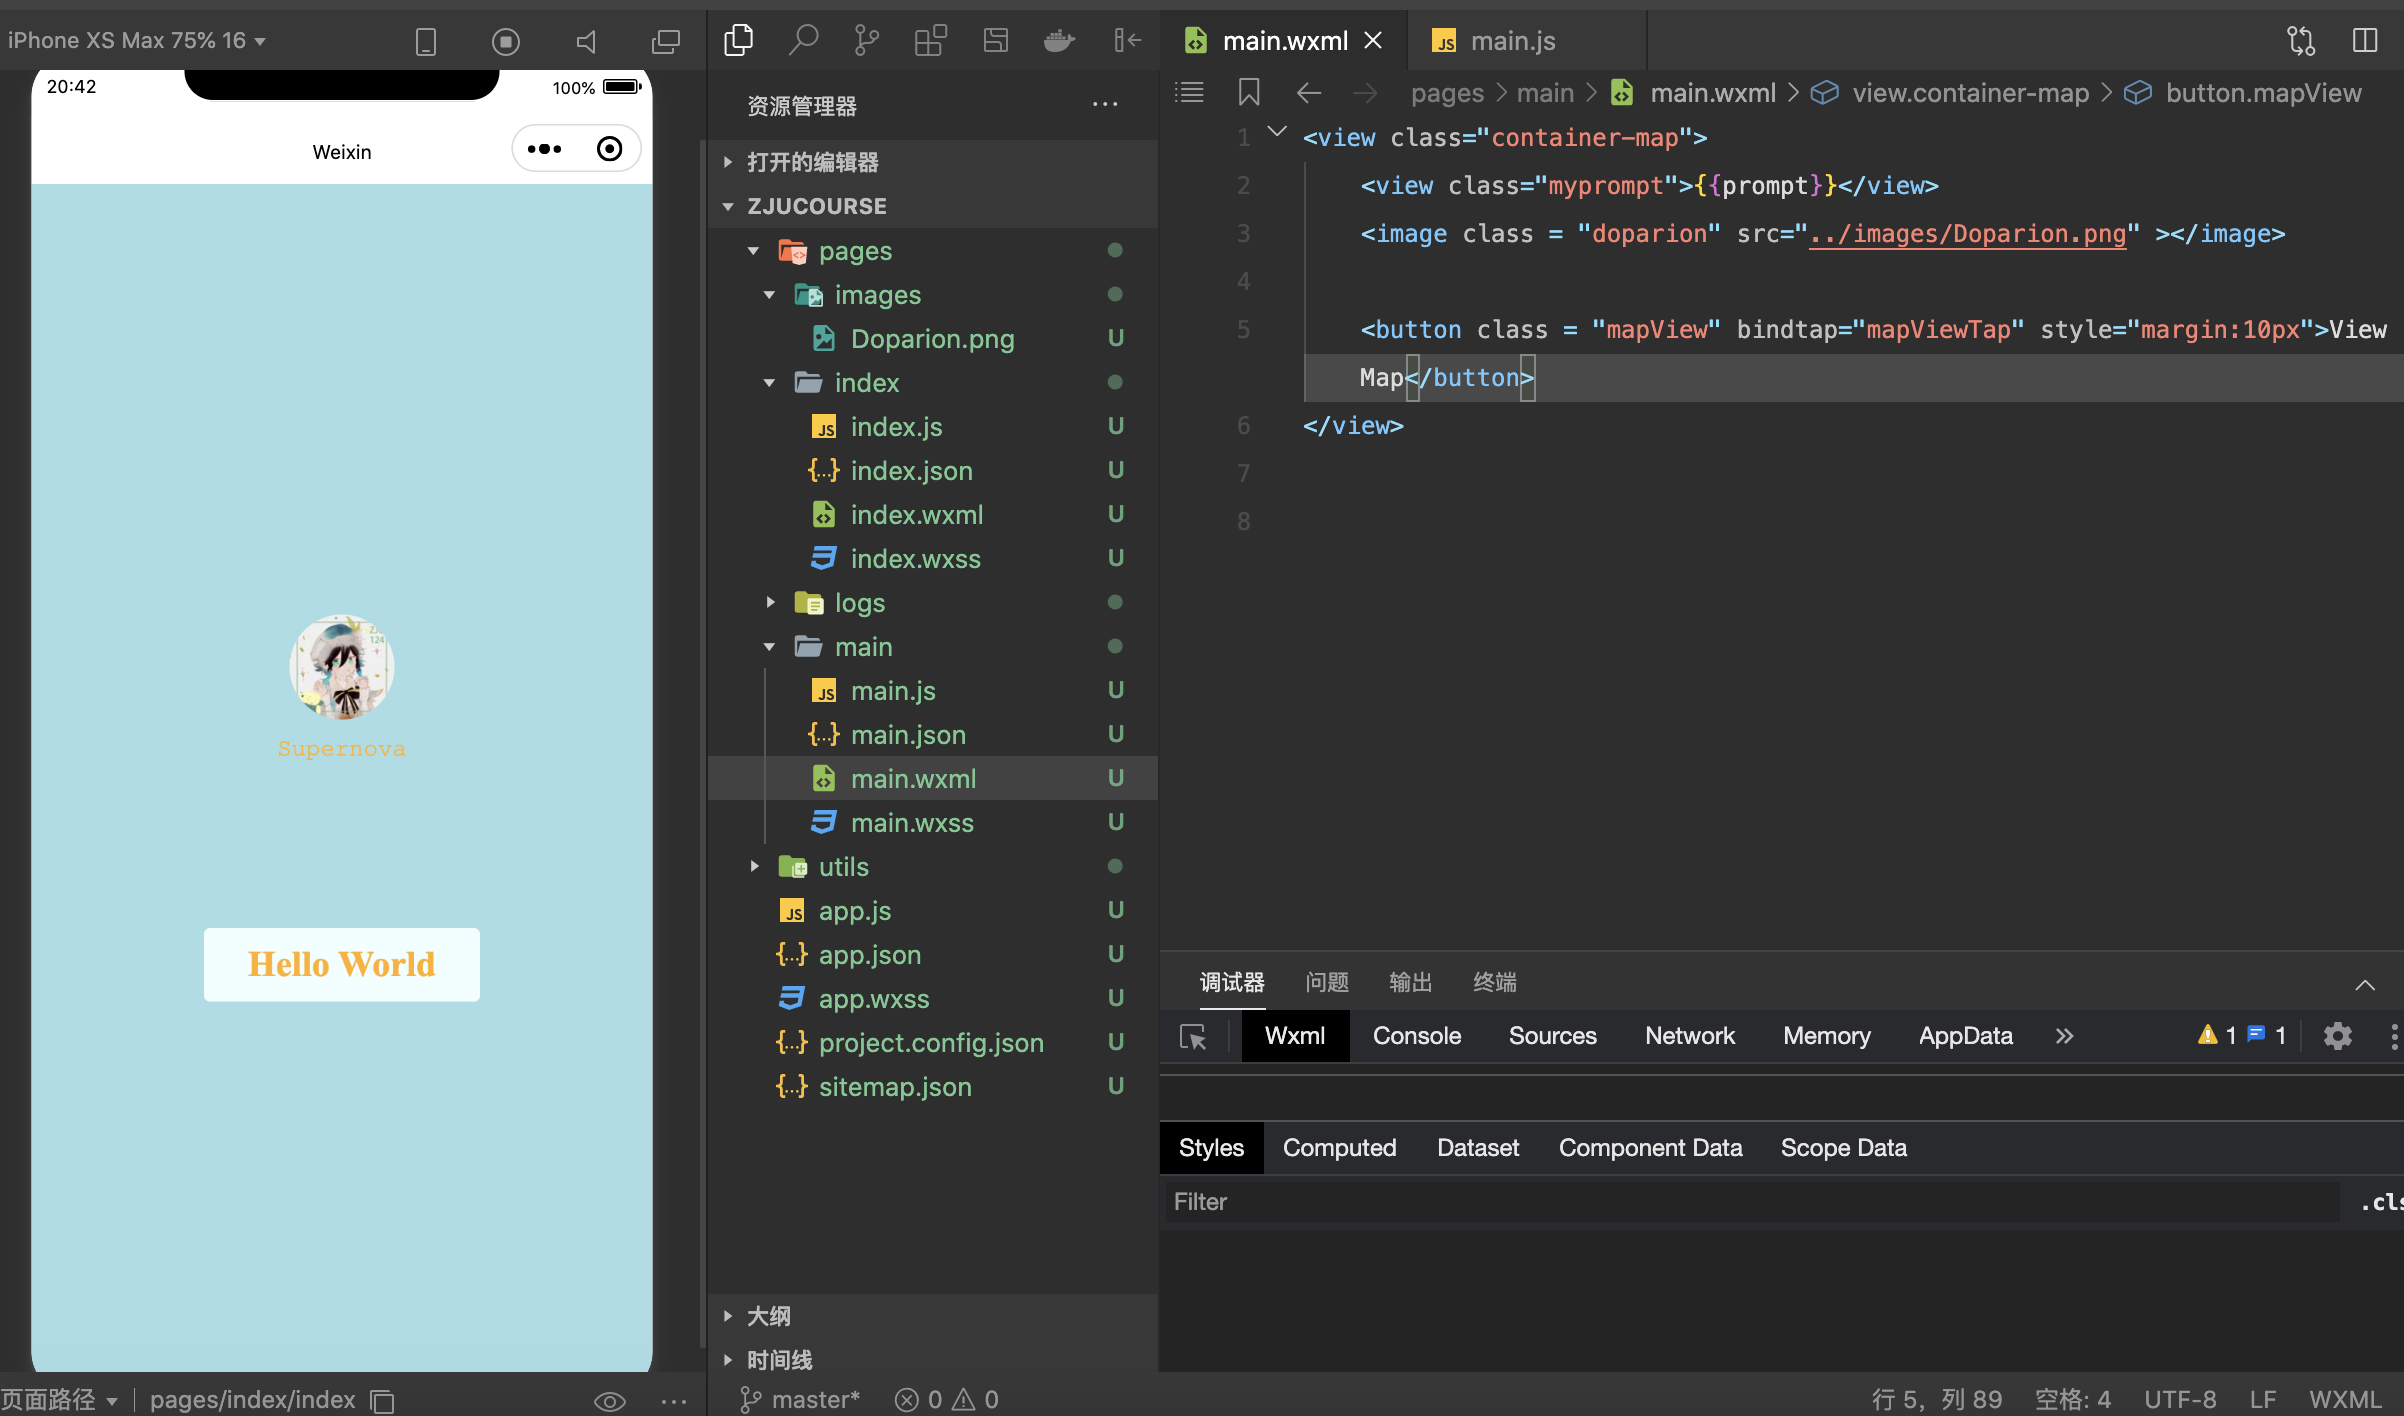 iPhone XS Max 75% 16
20:42
100%
Weixin
ZJU
124
Supernova
Hello World
页面路径
pages/index/index
资源管理器
打开的编辑器
ZJUCOURSE
pages
images
Doparion.png U
index
index.js U
index.json U
index.wxml U
index.wxss U
logs
main
main.js U
main.json U
main.wxml U
main.wxss U
utils
app.js U
app.json U
app.wxss U
project.config.json U
sitemap.json U
大纲
时间线
master*
0 0
main.wxml
JS main.js
pages > main > main.wxml > view.container-map > button.mapView
1 <view class="container-map">
2 <view class="myprompt">{{prompt}}</view>
3 <image class = "doparion" src="../images/Doparion.png" ></image>
4
5 <button class = "mapView" bindtap="mapViewTap" style="margin:10px">View
Map</button>
6 </view>
7
8
调试器 问题 输出 终端
Wxml Console Sources Network Memory AppData 1 1
Styles Computed Dataset Component Data Scope Data
Filter .cls
行 5，列 89 空格: 4 UTF-8 LF WXML